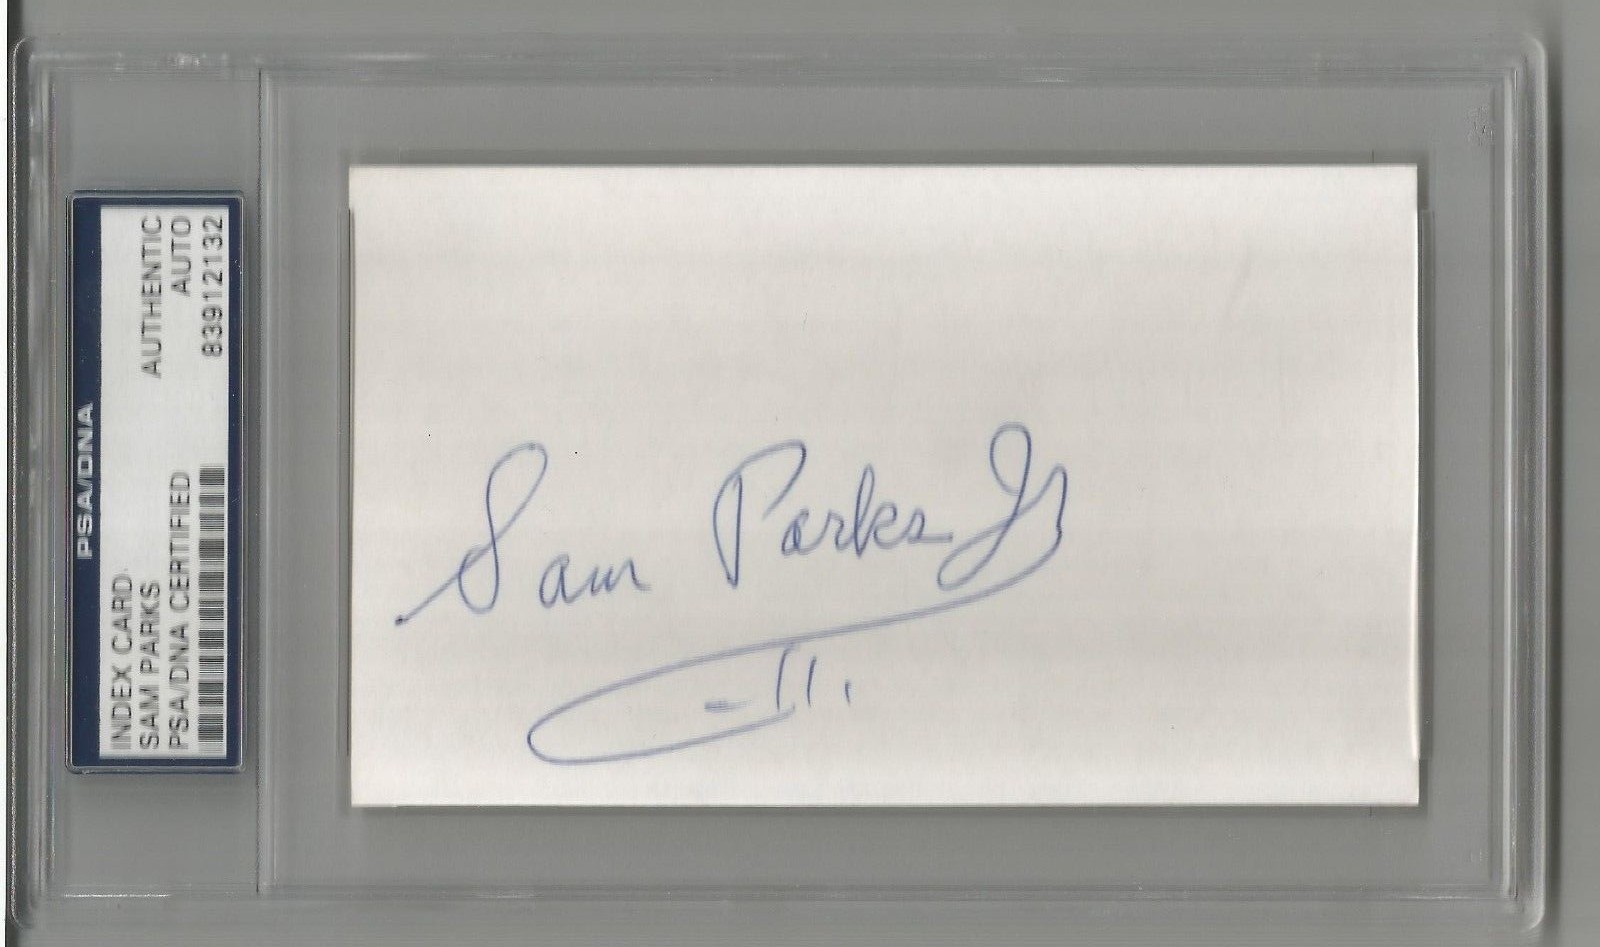 PSA/DNA
INDEX CARD AUTHENTIC
SAM PARKS AUTO
PSA/DNA CERTIFIED 83912132
Sam Parks Jr